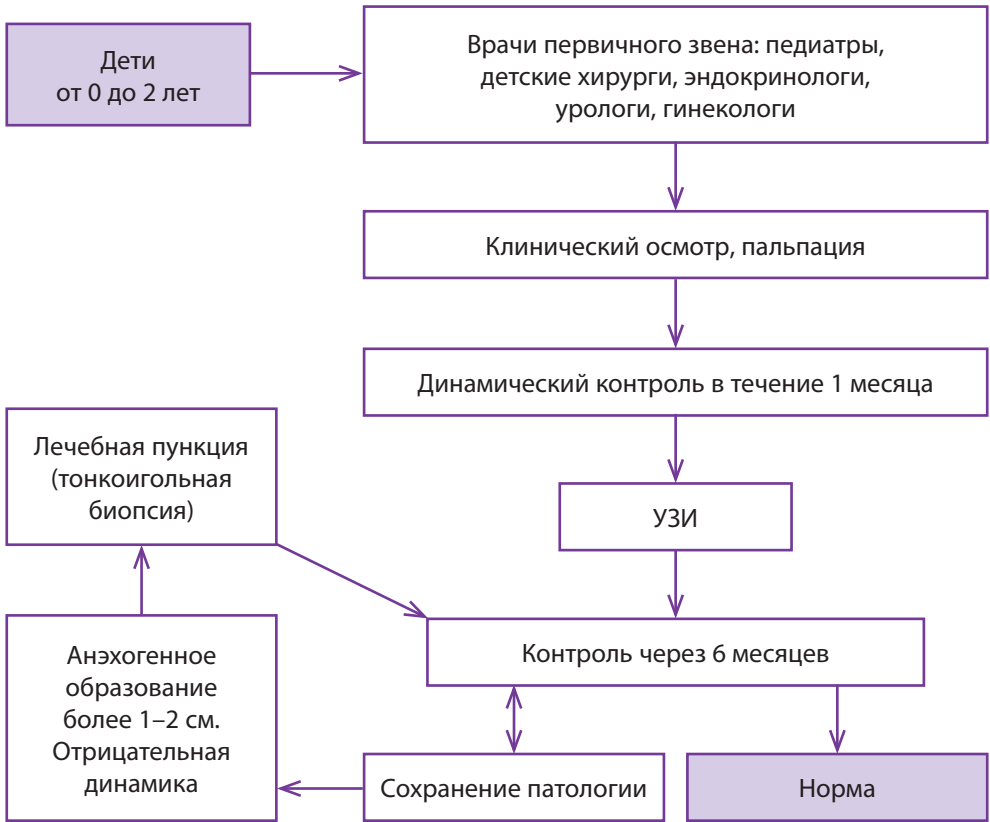 Дети
от 0 до 2 лет
Врачи первичного звена: педиатры,
детские хирурги, эндокринологи,
урологи, гинекологи
Клинический осмотр, пальпация
Динамический контроль в течение 1 месяца
Лечебная пункция
(тонкоигольная
биопсия)
УЗИ
Анэхогенное
образование
более 1–2 см.
Отрицательная
динамика
Контроль через 6 месяцев
Сохранение патологии
Норма